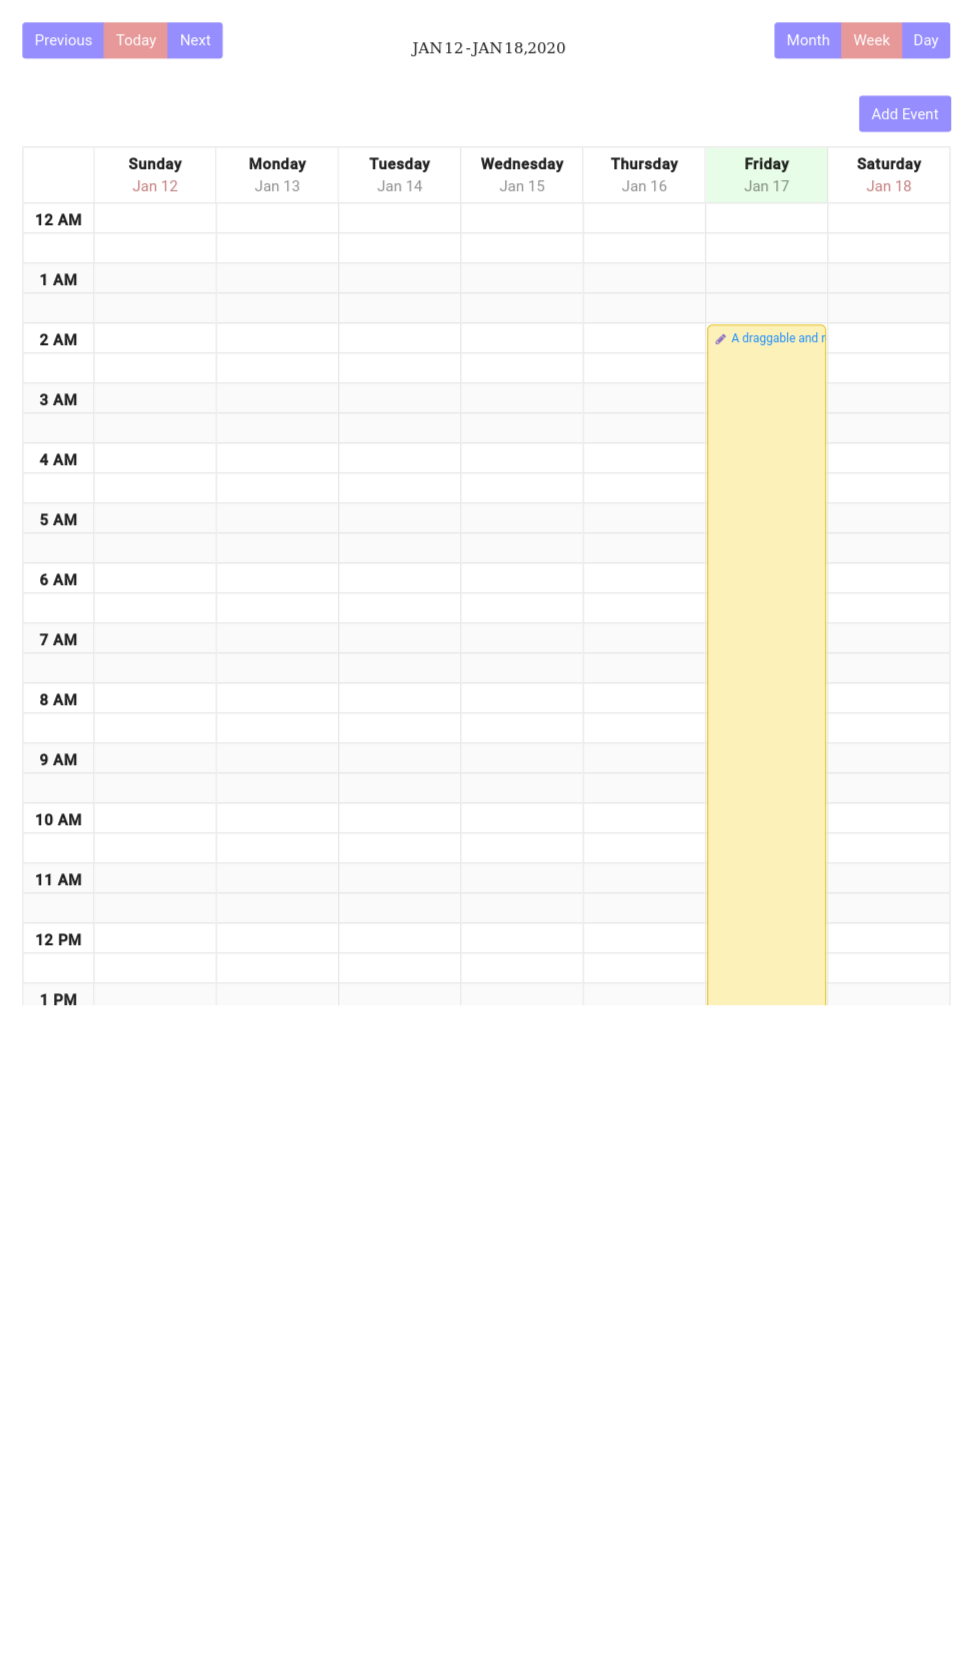 Previous Today Next
JAN 12 - JAN 18, 2020
Month Week Day
Add Event
Sunday Monday Tuesday Wednesday Thursday Friday Saturday
Jan 12 Jan 13 Jan 14 Jan 15 Jan 16 Jan 17 Jan 18
12 AM
1 AM
2 AM
A draggable and
3 AM
4 AM
5 AM
6 AM
7 AM
8 AM
9 AM
10 AM
11 AM
12 PM
1 PM